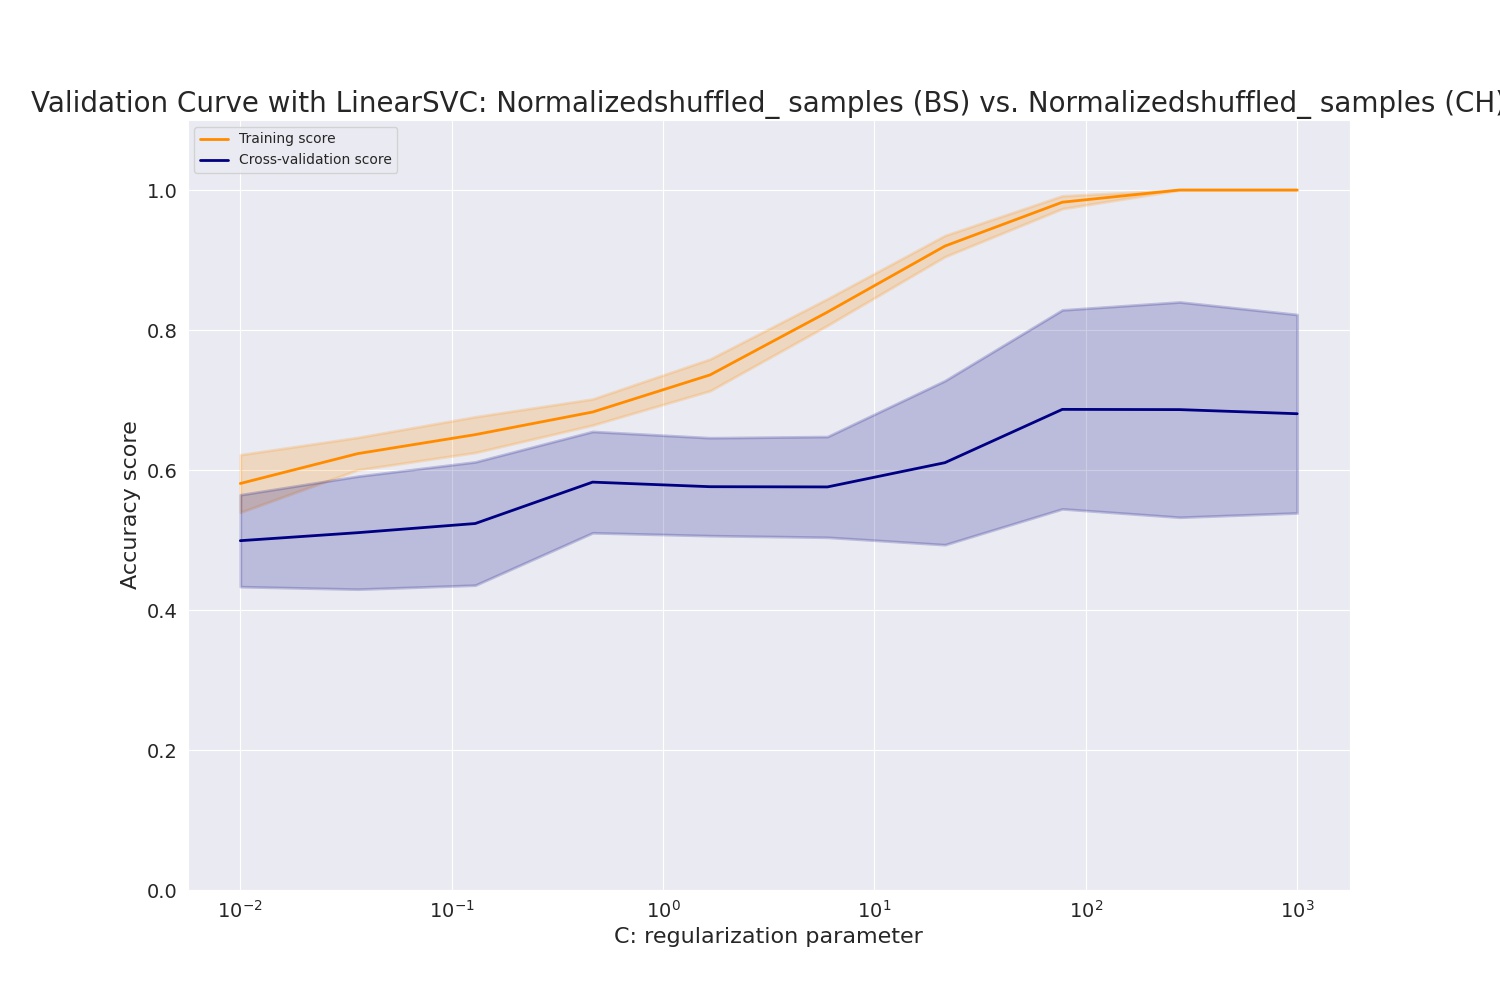 Validation Curve with LinearSVC: Normalizedshuffled_ samples (BS) vs. Normalizedshuffled_ samples (CH)
Training score
Cross-validation score
1.0
0.8
0.6
0.4
0.2
0.0
Accuracy score
10⁻² 10⁻¹ 10⁰ 10¹ 10² 10³
C: regularization parameter